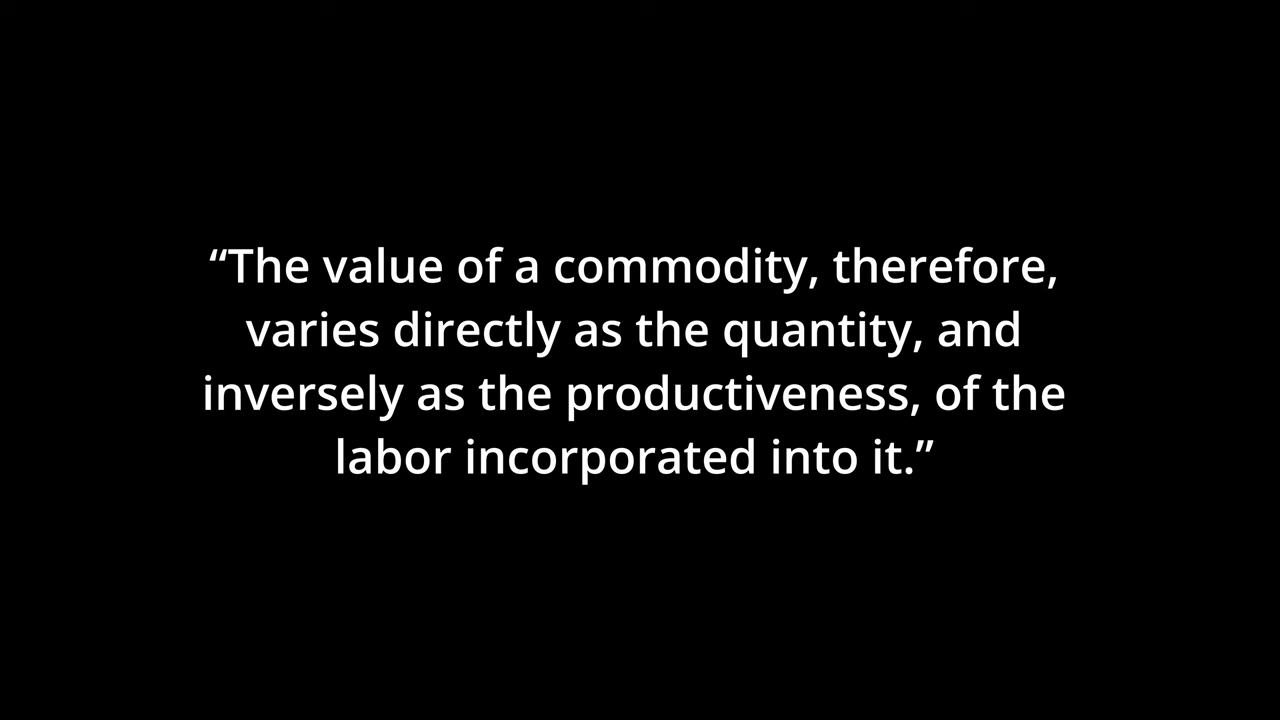 “The value of a commodity, therefore,
varies directly as the quantity, and
inversely as the productiveness, of the
labor incorporated into it.”